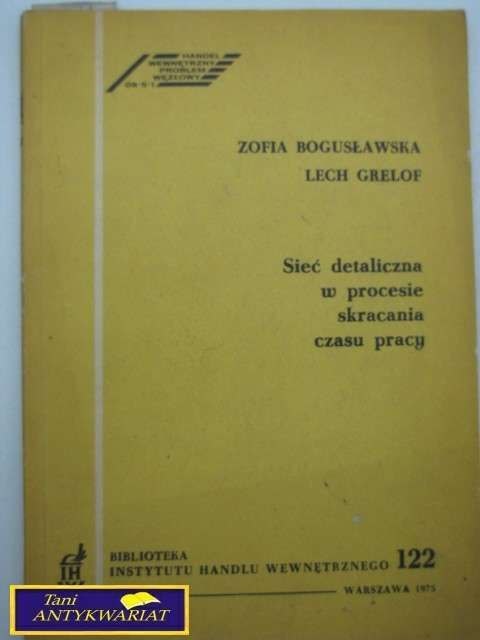 HANDEL
WEWNĘTRZNY
PROBLEM
WĘZŁOWY
ZOFIA BOGUSŁAWSKA
LECH GRELOF
Sieć detaliczna
w procesie
skracania
czasu pracy
BIBLIOTEKA
INSTYTUTU HANDLU WEWNĘTRZNEGO 122
IH
WARSZAWA 1975
Tani
ANTYKWARIAT